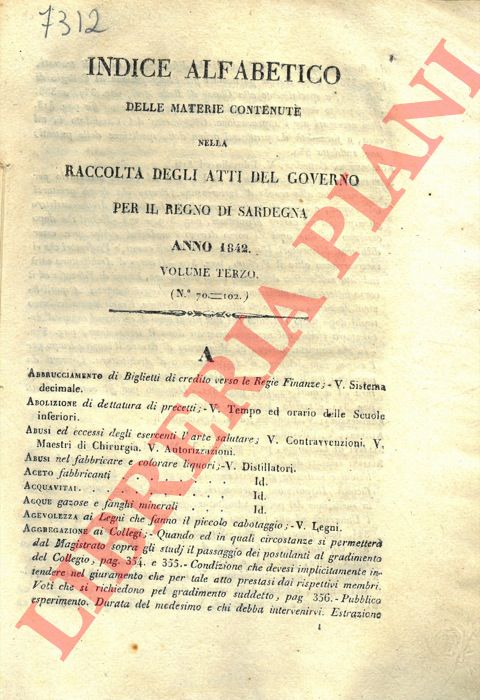 7312
INDICE ALFABETICO
DELLE MATERIE CONTENUTE
NELLA
RACCOLTA DEGLI ATTI DEL GOVERNO
PER IL REGNO DI SARDEGNA
ANNO 1842.
VOLUME TERZO.
(N.° 70.=102.)
A
ABBRUCCIAMENTO di Biglietti di credito verso le Regie Finanze;- V. Sistema
decimale.
ABOLIZIONE di dettatura di precetti;- V. Tempo ed orario delle Scuole
inferiori.
ABUSI ed eccessi degli esercenti l'arte salutare; V. Contravvenzioni, V.
Maestri di Chirurgia. V. Autorizzazioni.
ABUSI nel fabbricare e colorare liquori;-V. Distillatori.
ACETO fabbricanti . . . . . Id.
ACQUAVITAI. . . . . . . Id.
ACQUE gazose e fanghi minerali . . . Id.
AGEVOLEZZA ai Legni che fanno il piccolo cabotaggio;-V. Legni.
AGGREGAZIONE ai Collegi;- Quando ed in quali circostanze si permetterà
dal Magistrato sopra gli studj il passaggio dei postulanti al gradimento
del Collegio, pag. 354. e 355.- Condizione che devesi implicitamente in-
tendere nel giuramento che per tale atto prestasi dai rispettivi membri.
Voti che si richiedono pel gradimento suddetto, pag 356.- Pubblico
esperimento. Durata del medesimo e chi debba intervenirvi. Estrazione
1
LIBRERIA PIANI
LIBRERIA PIANI